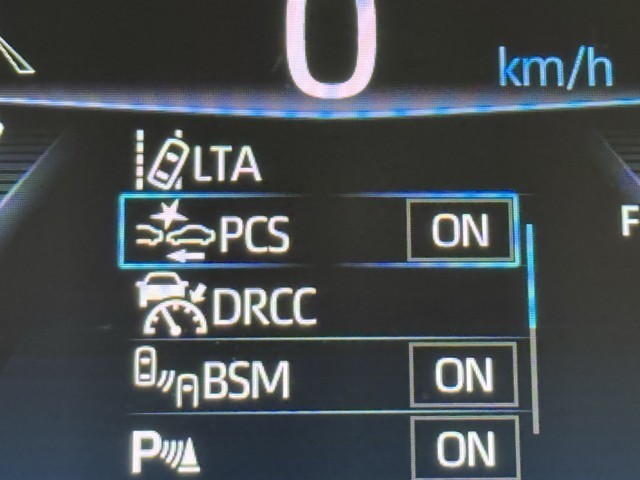 0
km/h
LTA
PCS ON
DRCC
BSM ON
P ON
F